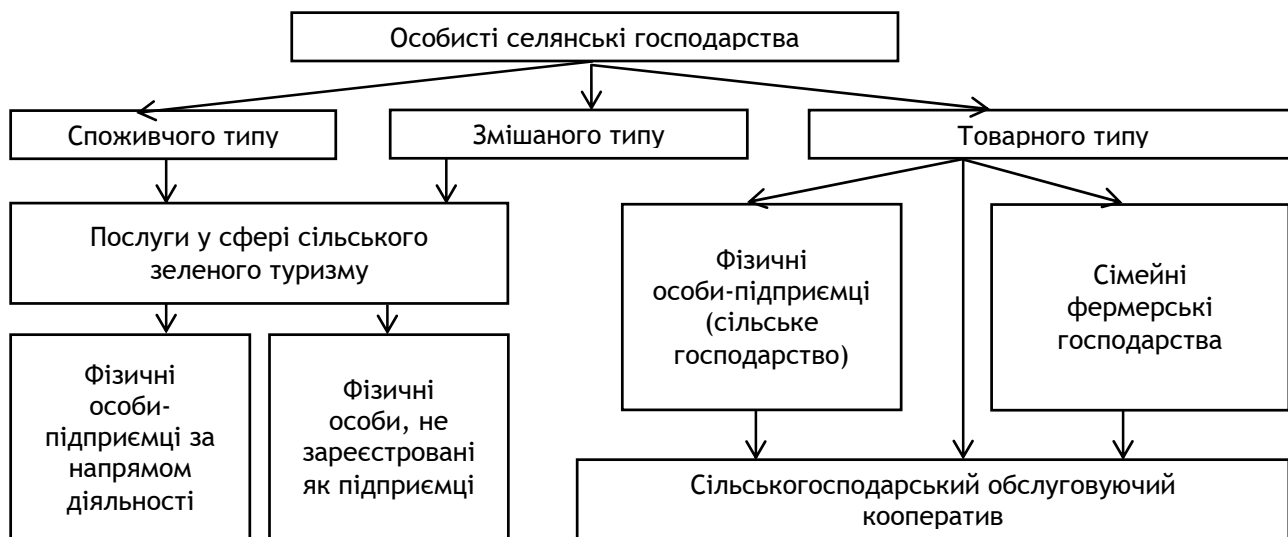 Особисті селянські господарства
Споживчого типу
Змішаного типу
Товарного типу
Послуги у сфері сільського
зеленого туризму
Фізичні
особи-підприємці
(сільське
господарство)
Сімейні
фермерські
господарства
Фізичні
особи-
підприємці за
напрямом
діяльності
Фізичні
особи, не
зареєстровані
як підприємці
Сільськогосподарський обслуговуючий
кооператив